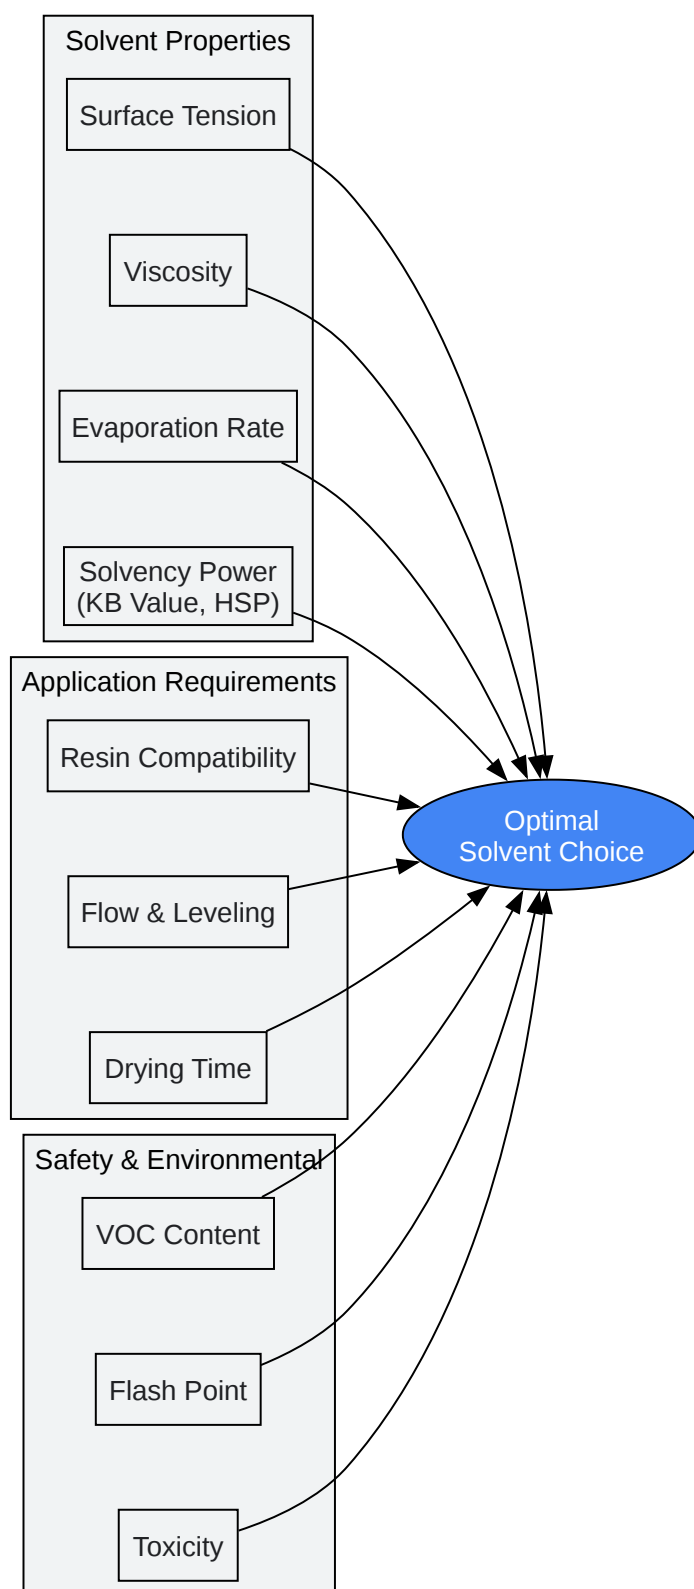 Solvent Properties
Surface Tension
Viscosity
Evaporation Rate
Solvency Power
(KB Value, HSP)
Application Requirements
Resin Compatibility
Flow & Leveling
Drying Time
Optimal
Solvent Choice
Safety & Environmental
VOC Content
Flash Point
Toxicity